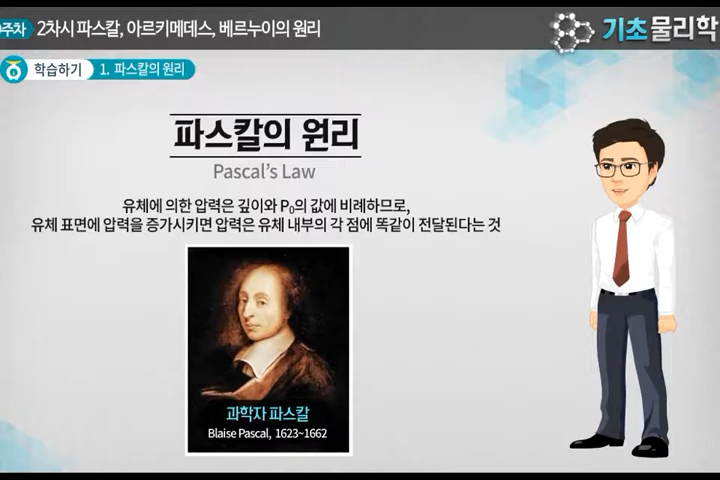 주차 2차시 파스칼, 아르키메데스, 베르누이의 원리
기초물리학
학습하기 1. 파스칼의 원리
파스칼의 원리
Pascal's Law
유체에 의한 압력은 깊이와 P₀의 값에 비례하므로,
유체 표면에 압력을 증가시키면 압력은 유체 내부의 각 점에 똑같이 전달된다는 것
과학자 파스칼
Blaise Pascal, 1623~1662